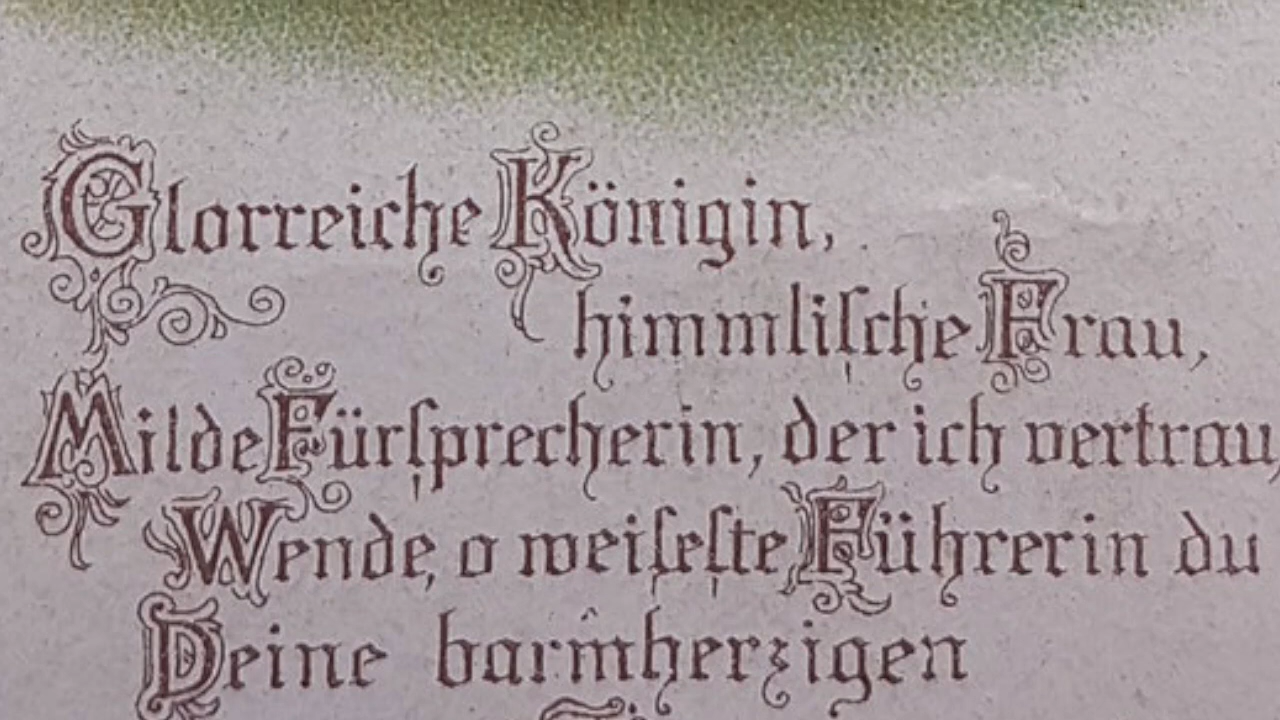 Glorreiche Königin,
himmliſche Frau,
Milde Fürſprecherin, der ich vertrau,
Wende, o weiſeſte Führerin du
Deine barmherzigen